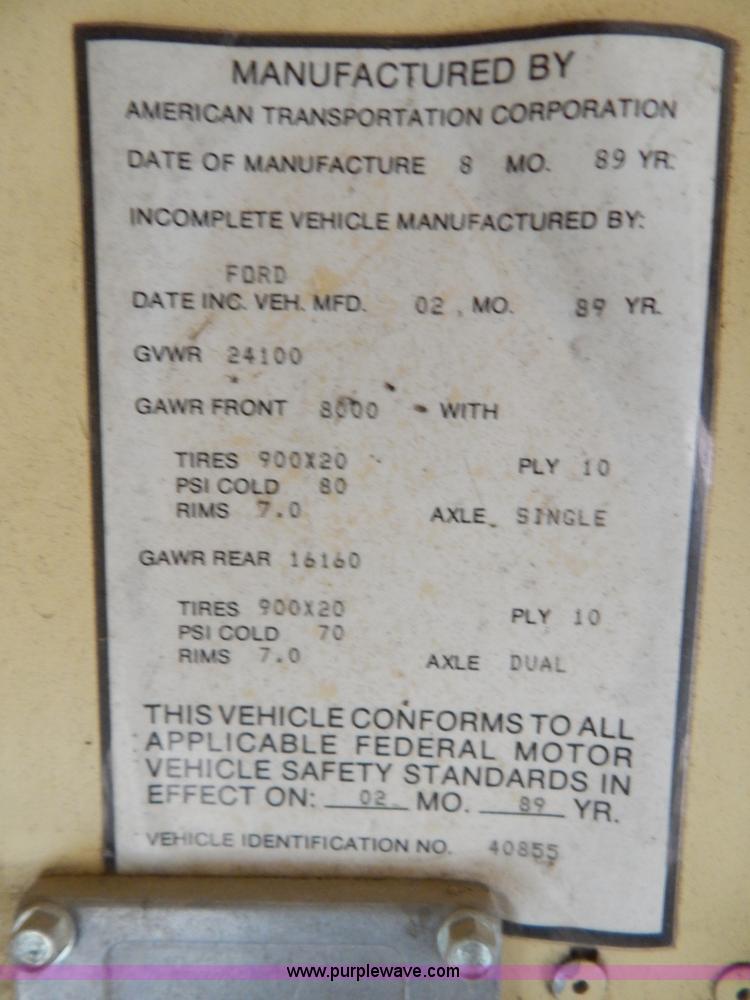 MANUFACTURED BY
AMERICAN TRANSPORTATION CORPORATION
DATE OF MANUFACTURE 8 MO. 89 YR.
INCOMPLETE VEHICLE MANUFACTURED BY:
FORD
DATE INC. VEH. MFD. 02 MO. 89 YR.
GVWR 24100
GAWR FRONT 8000 - WITH
TIRES 900X20 PLY 10
PSI COLD 80
RIMS 7.0 AXLE SINGLE
GAWR REAR 16160
TIRES 900X20 PLY 10
PSI COLD 70
RIMS 7.0 AXLE DUAL
THIS VEHICLE CONFORMS TO ALL
APPLICABLE FEDERAL MOTOR
VEHICLE SAFETY STANDARDS IN
EFFECT ON: 02 MO. 89 YR.
VEHICLE IDENTIFICATION NO. 40855
www.purplewave.com